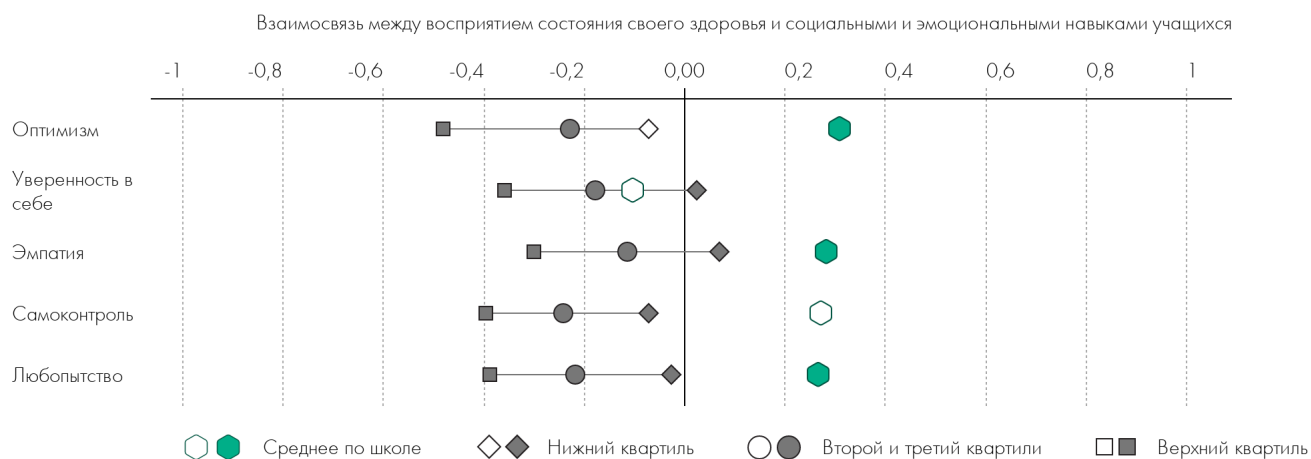 Взаимосвязь между восприятием состояния своего здоровья и социальными и эмоциональными навыками учащихся
-1 -0,8 -0,6 -0,4 -0,2 0,00 0,2 0,4 0,6 0,8 1
Оптимизм
Уверенность в
себе
Эмпатия
Самоконтроль
Любопытство
Среднее по школе Нижний квартиль Второй и третий квартили Верхний квартиль